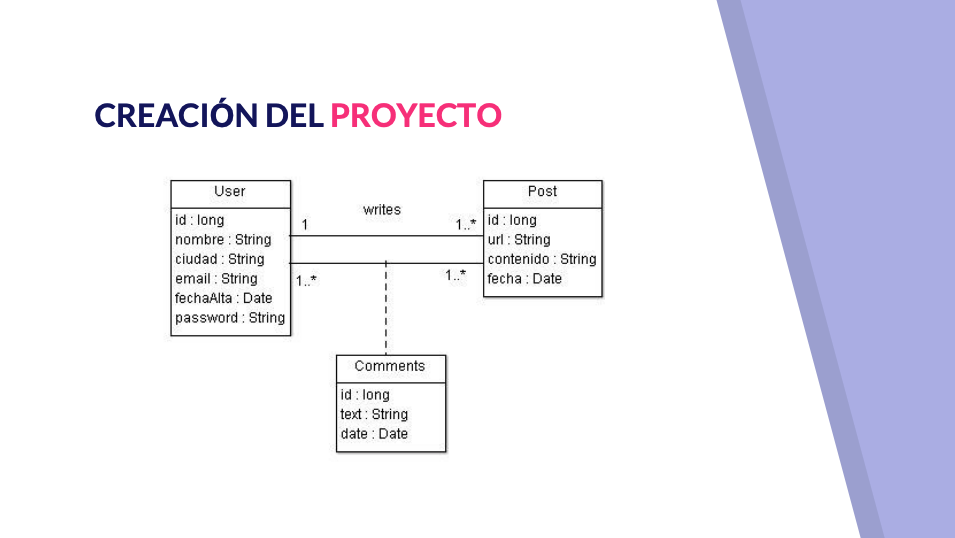 CREACIÓN DEL PROYECTO
User
id : long
nombre : String
ciudad : String
email : String
fechaAlta : Date
password : String
writes
1
1..*
1..*
1..*
Post
id : long
url : String
contenido : String
fecha : Date
Comments
id : long
text : String
date : Date